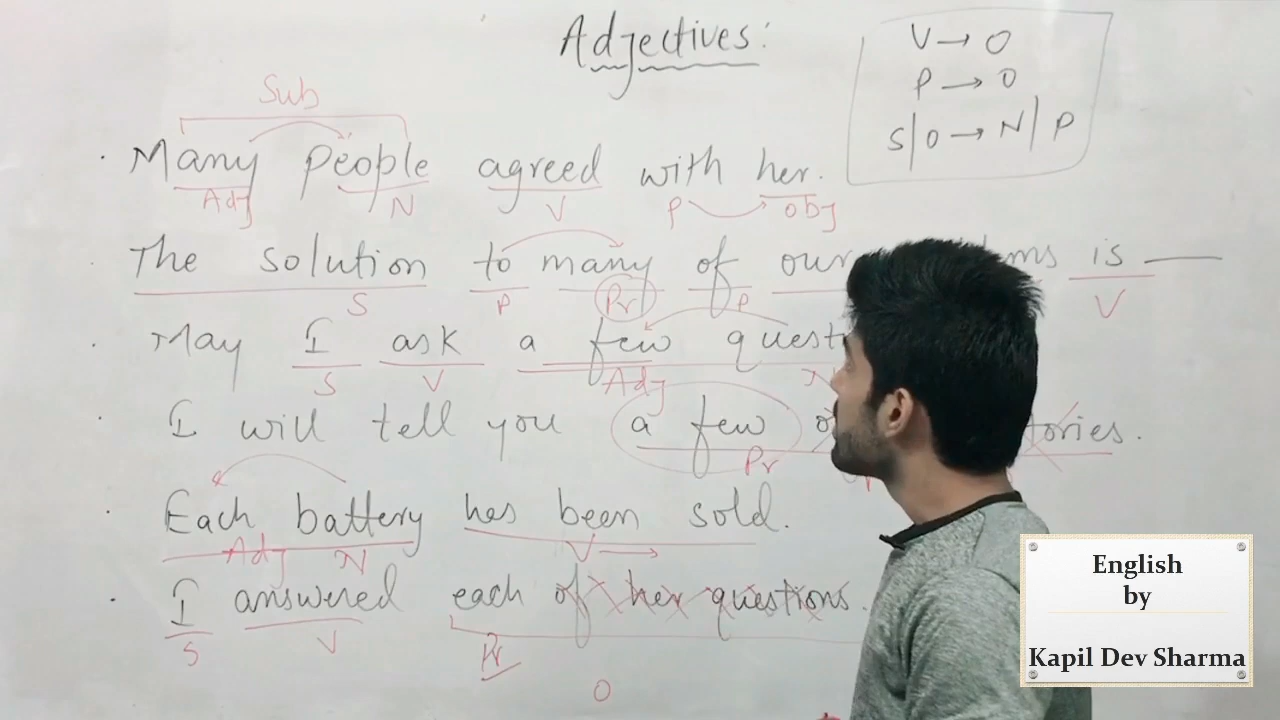 Adjectives:
V → O
P → O
S|O → N|P
Sub
Many people agreed with her.
Adj N V P obj
The solution to many of our is
S P Pr P V
May I ask a few
S V Adj N
I will tell you a few
Pr
Each battery has been sold.
Adj N V
I answered each of her questions.
S V Pr
O
English
by
Kapil Dev Sharma